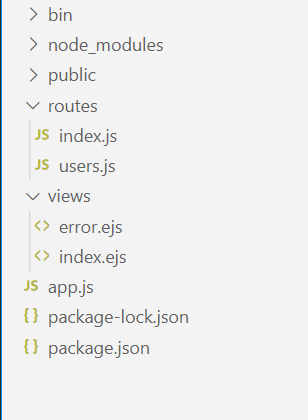 bin
node_modules
public
routes
JS index.js
JS users.js
views
<> error.ejs
<> index.ejs
JS app.js
{} package-lock.json
{} package.json